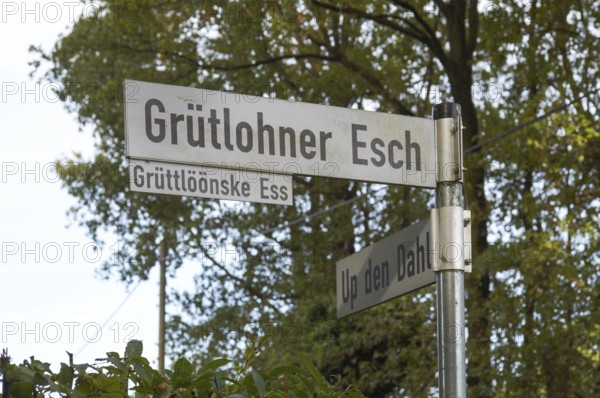 Grütlohner Esch
Grüttlöönske Ess
Up den Dahl